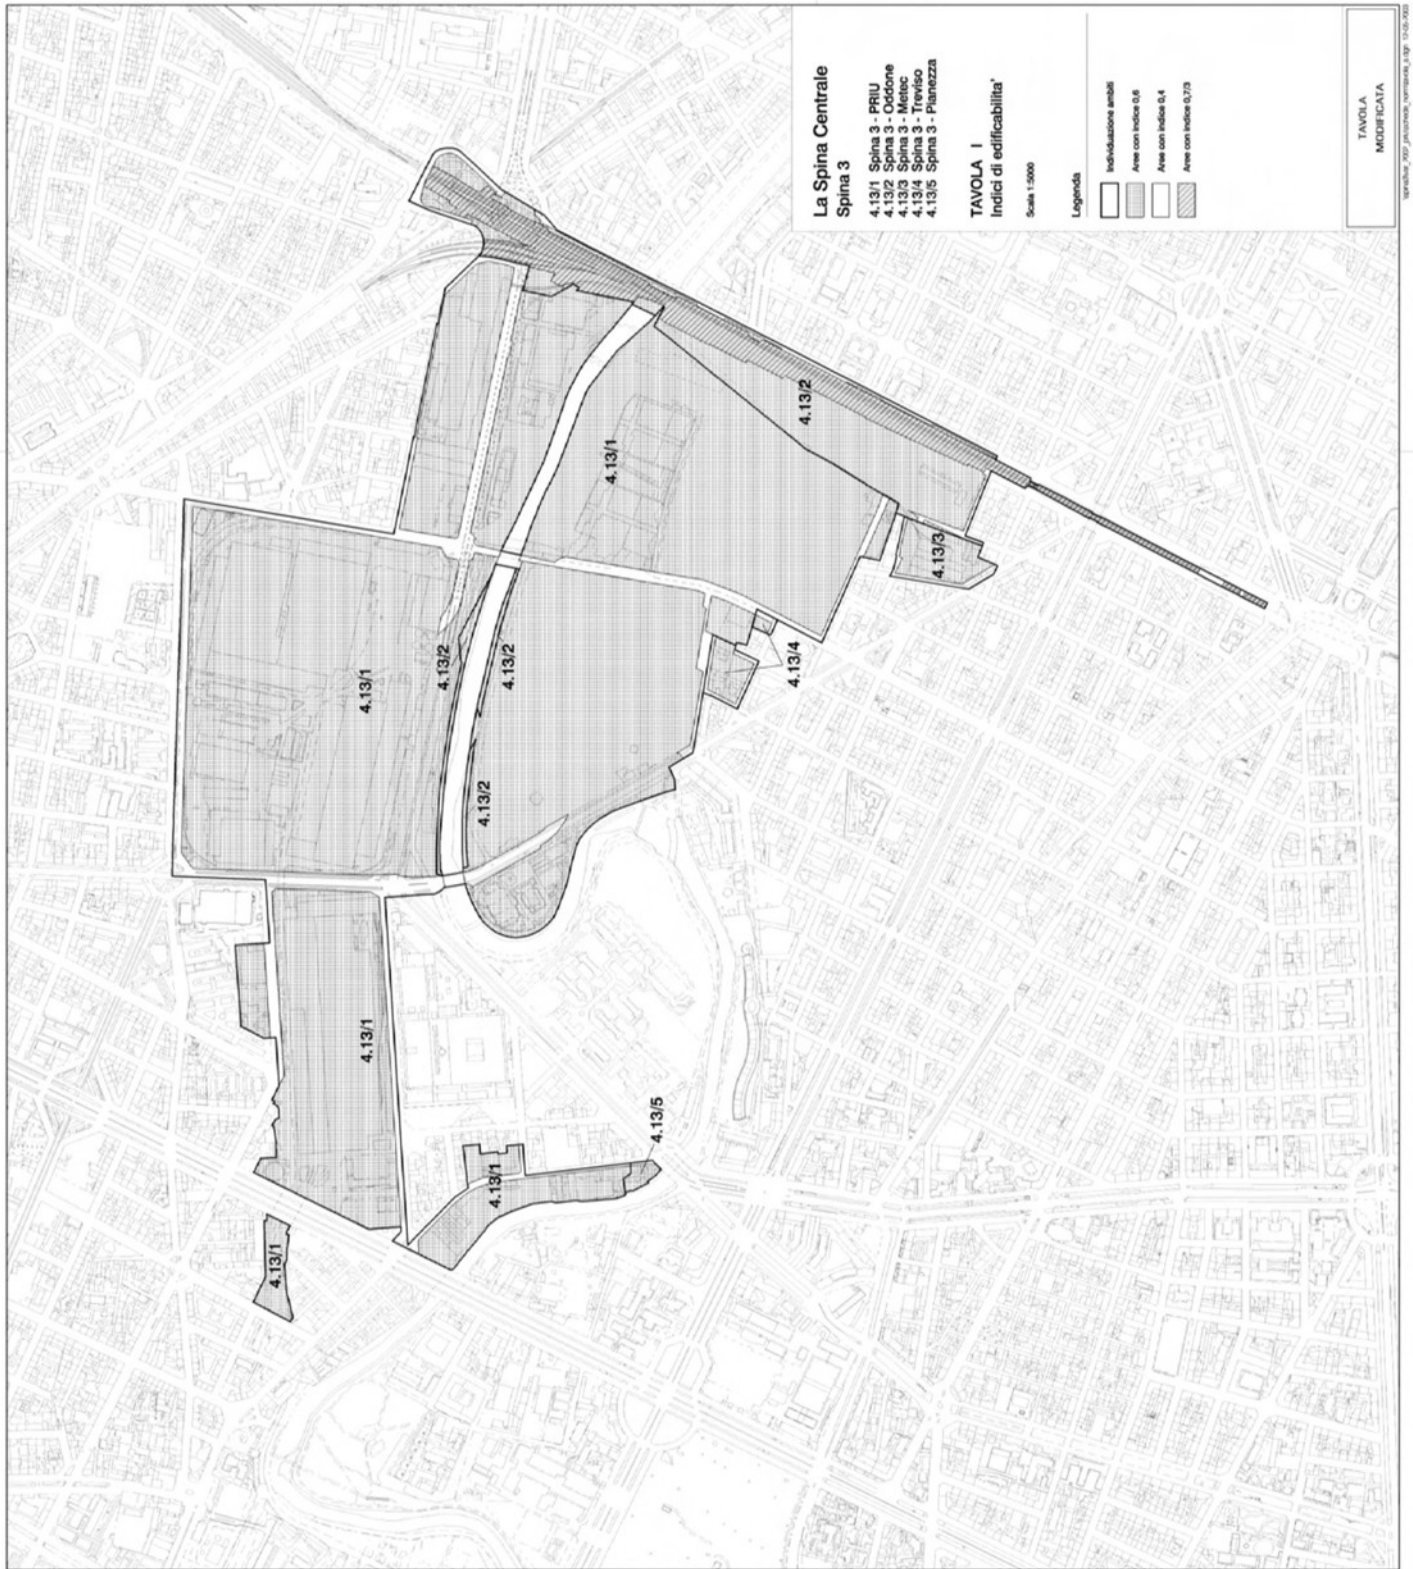 La Spina Centrale
Spina 3
4.13/1 Spina 3 - PRIU
4.13/2 Spina 3 - Oddone
4.13/3 Spina 3 - Metec
4.13/4 Spina 3 - Treviso
4.13/5 Spina 3 - Pianezza
TAVOLA I
Indici di edificabilita'
Scala 1:5000
Legenda
Individuazione ambiti
Aree con indice 0,6
Aree con indice 0,4
Aree con indice 0,7/3
TAVOLA
MODIFICATA
4.13/1
4.13/1
4.13/1
4.13/1
4.13/1
4.13/2
4.13/2
4.13/2
4.13/2
4.13/3
4.13/4
4.13/5